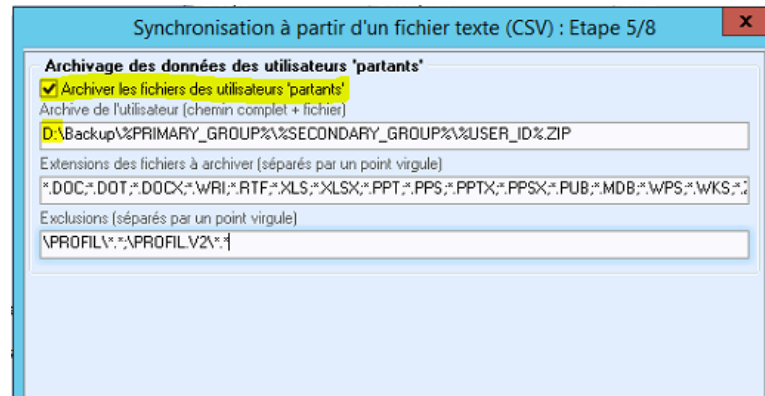 Synchronisation à partir d'un fichier texte (CSV) : Etape 5/8
x
Archivage des données des utilisateurs 'partants'
Archiver les fichiers des utilisateurs 'partants'
Archive de l'utilisateur (chemin complet + fichier)
D:\Backup\%PRIMARY_GROUP%\%SECONDARY_GROUP%\%USER_ID%.ZIP
Extensions des fichiers à archiver (séparés par un point virgule)
*.DOC;*.DOT;*.DOCX;*.WRI;*.RTF;*.XLS;*.XLSX;*.PPT;*.PPS;*.PPTX;*.PPSX;*.PUB;*.MDB;*.WPS;*.WKS;*.
Exclusions (séparés par un point virgule)
\PROFIL\*.*;\PROFIL.V2\*.*